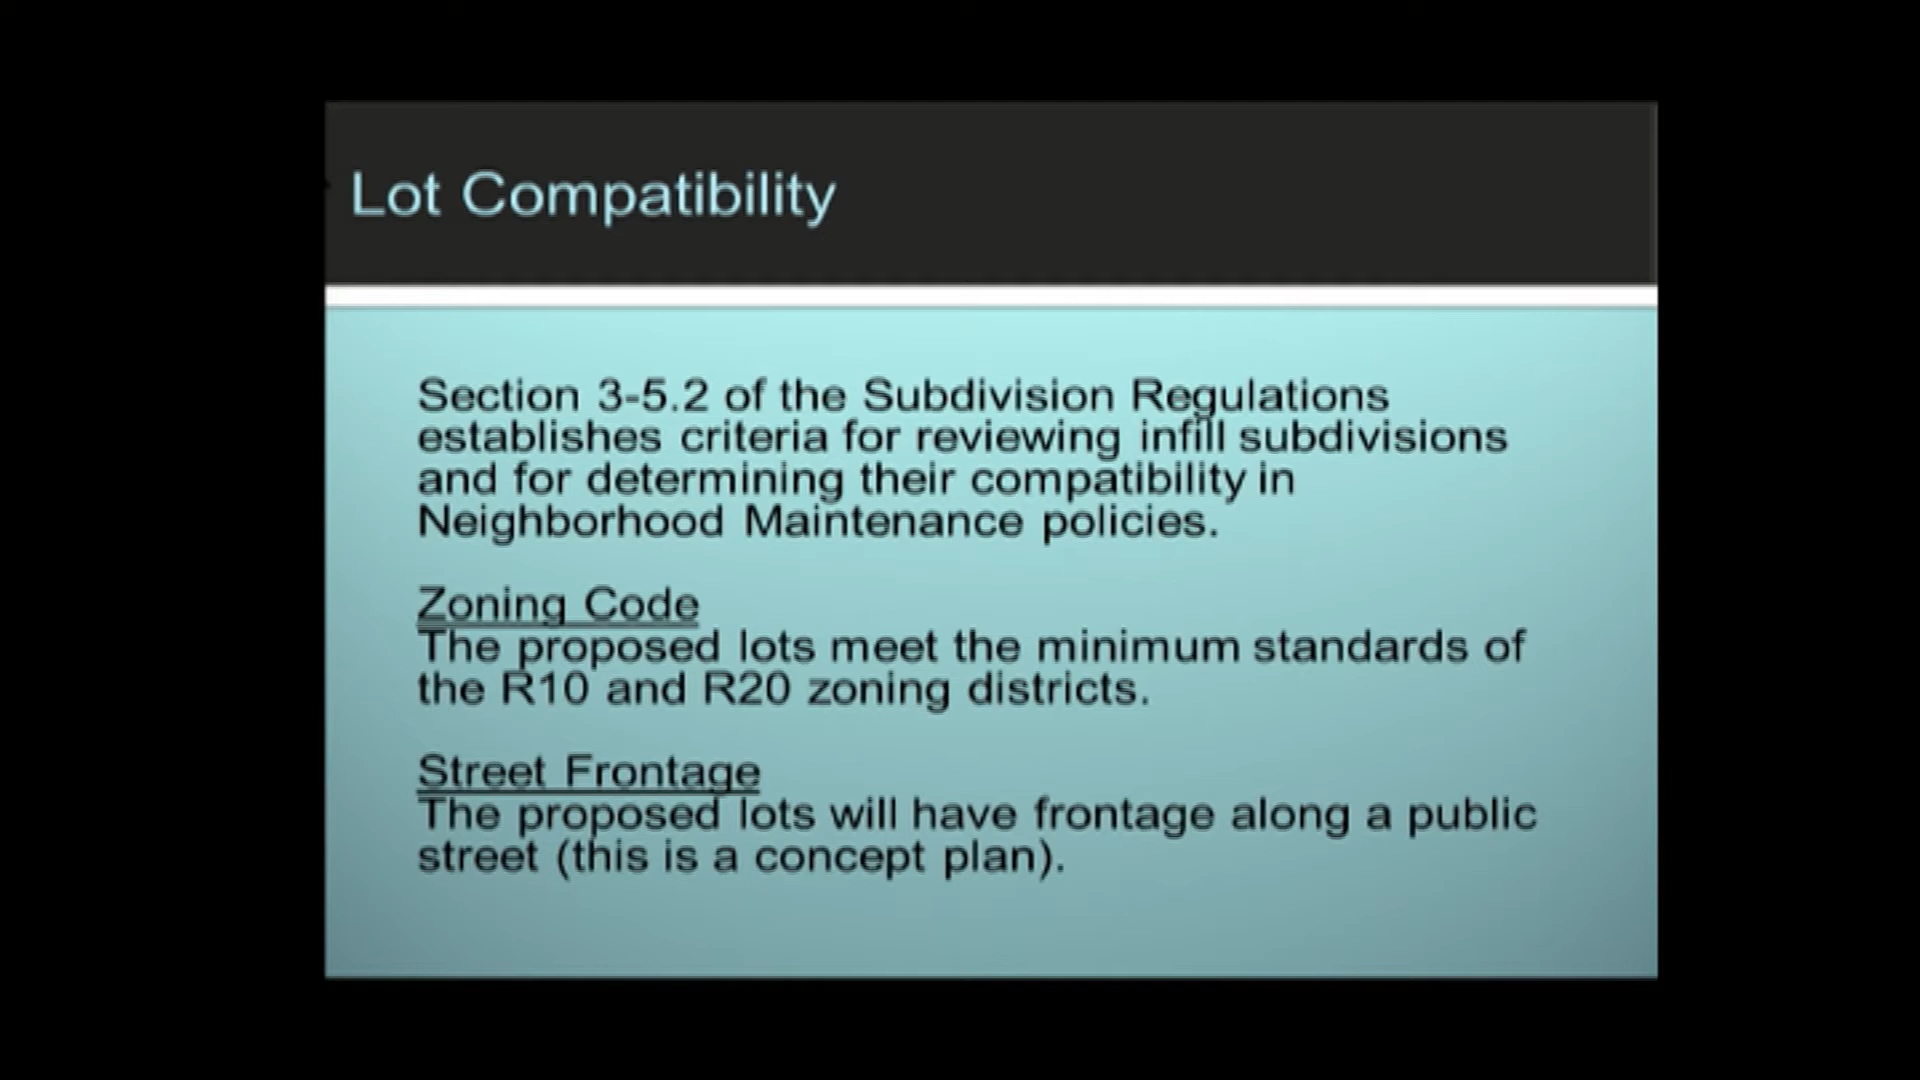 Lot Compatibility
Section 3-5.2 of the Subdivision Regulations
establishes criteria for reviewing infill subdivisions
and for determining their compatibility in
Neighborhood Maintenance policies.
Zoning Code
The proposed lots meet the minimum standards of
the R10 and R20 zoning districts.
Street Frontage
The proposed lots will have frontage along a public
street (this is a concept plan).